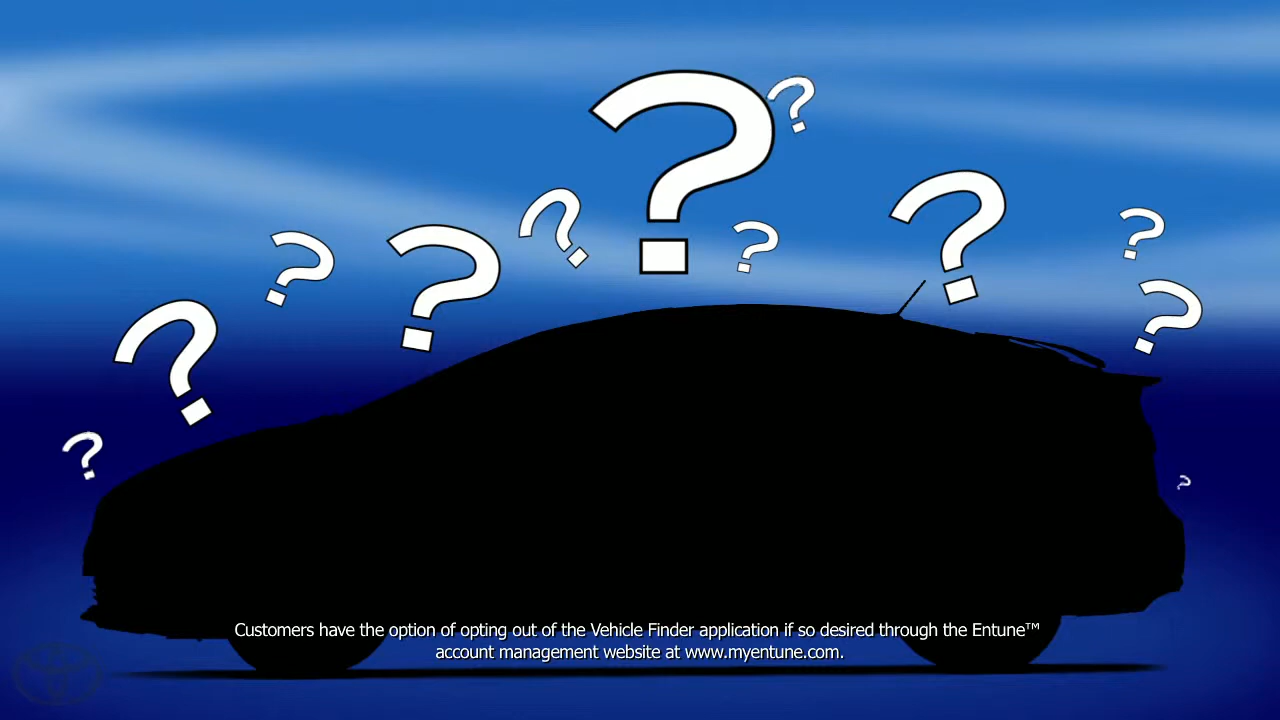 ? ?
?
? ? ? ?
? ? ?
?
? ?
Customers have the option of opting out of the Vehicle Finder application if so desired through the Entune™
account management website at www.myentune.com.